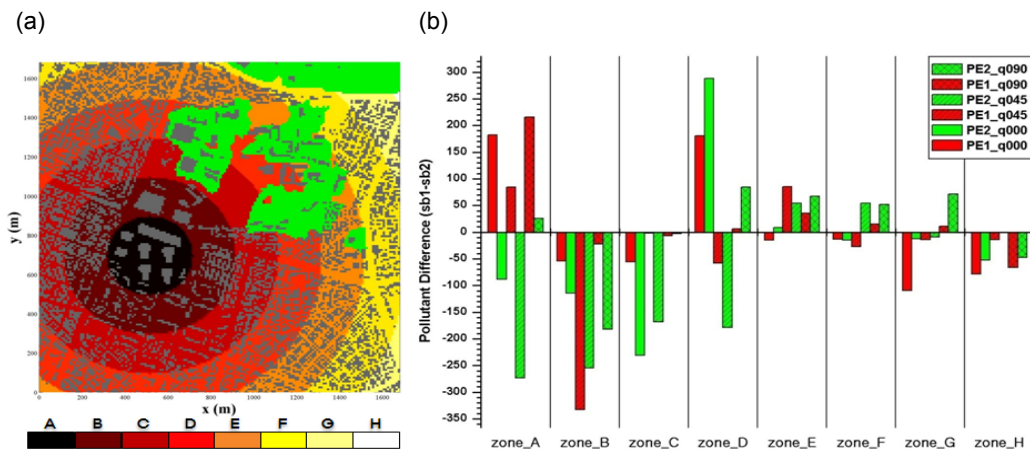 (a)
(b)
y (m)
1600
1400
1200
1000
800
600
400
200
0
0 200 400 600 800 1000 1200 1400 1600
x (m)
A B C D E F G H
Pollutant Difference (sb1-sb2)
300
250
200
150
100
50
0
-50
-100
-150
-200
-250
-300
-350
PE2_q090
PE1_q090
PE2_q045
PE1_q045
PE2_q000
PE1_q000
zone_A zone_B zone_C zone_D zone_E zone_F zone_G zone_H